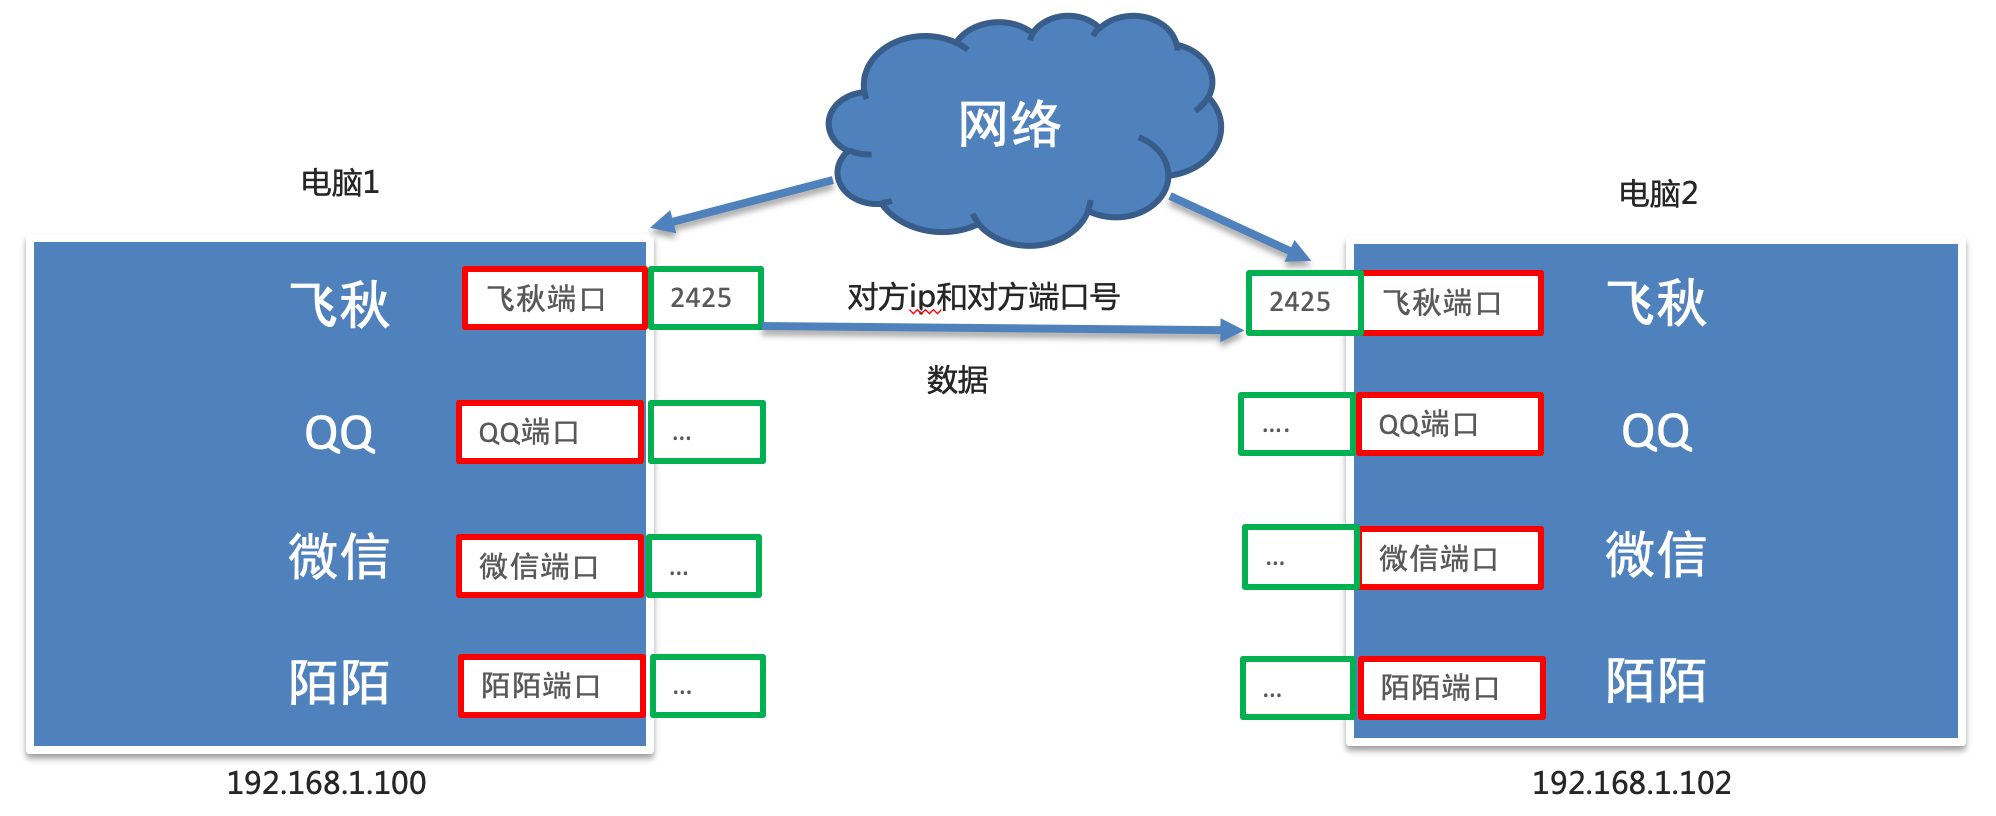 网络
电脑1
电脑2
飞秋
飞秋端口
2425
对方ip和对方端口号
2425
飞秋端口
飞秋
数据
QQ
QQ端口
...
....
QQ端口
QQ
微信
微信端口
...
...
微信端口
微信
陌陌
陌陌端口
...
...
陌陌端口
陌陌
192.168.1.100
192.168.1.102